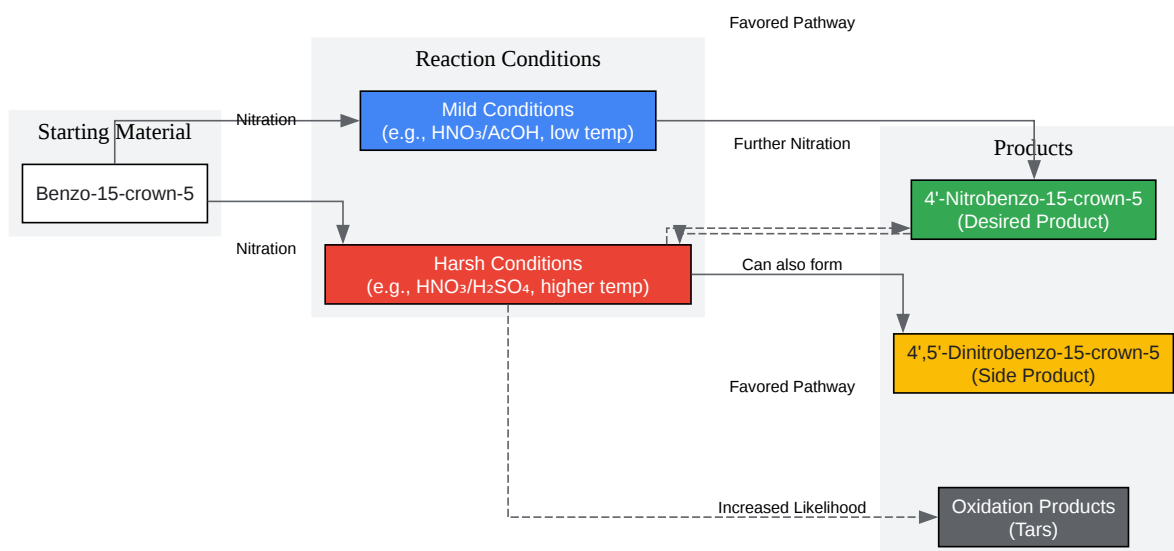 Favored Pathway
Reaction Conditions
Mild Conditions
(e.g., HNO₃/AcOH, low temp)
Starting Material
Nitration
Further Nitration
Products
Benzo-15-crown-5
4'-Nitrobenzo-15-crown-5
(Desired Product)
Nitration
Harsh Conditions
(e.g., HNO₃/H₂SO₄, higher temp)
Can also form
4',5'-Dinitrobenzo-15-crown-5
(Side Product)
Favored Pathway
Increased Likelihood
Oxidation Products
(Tars)